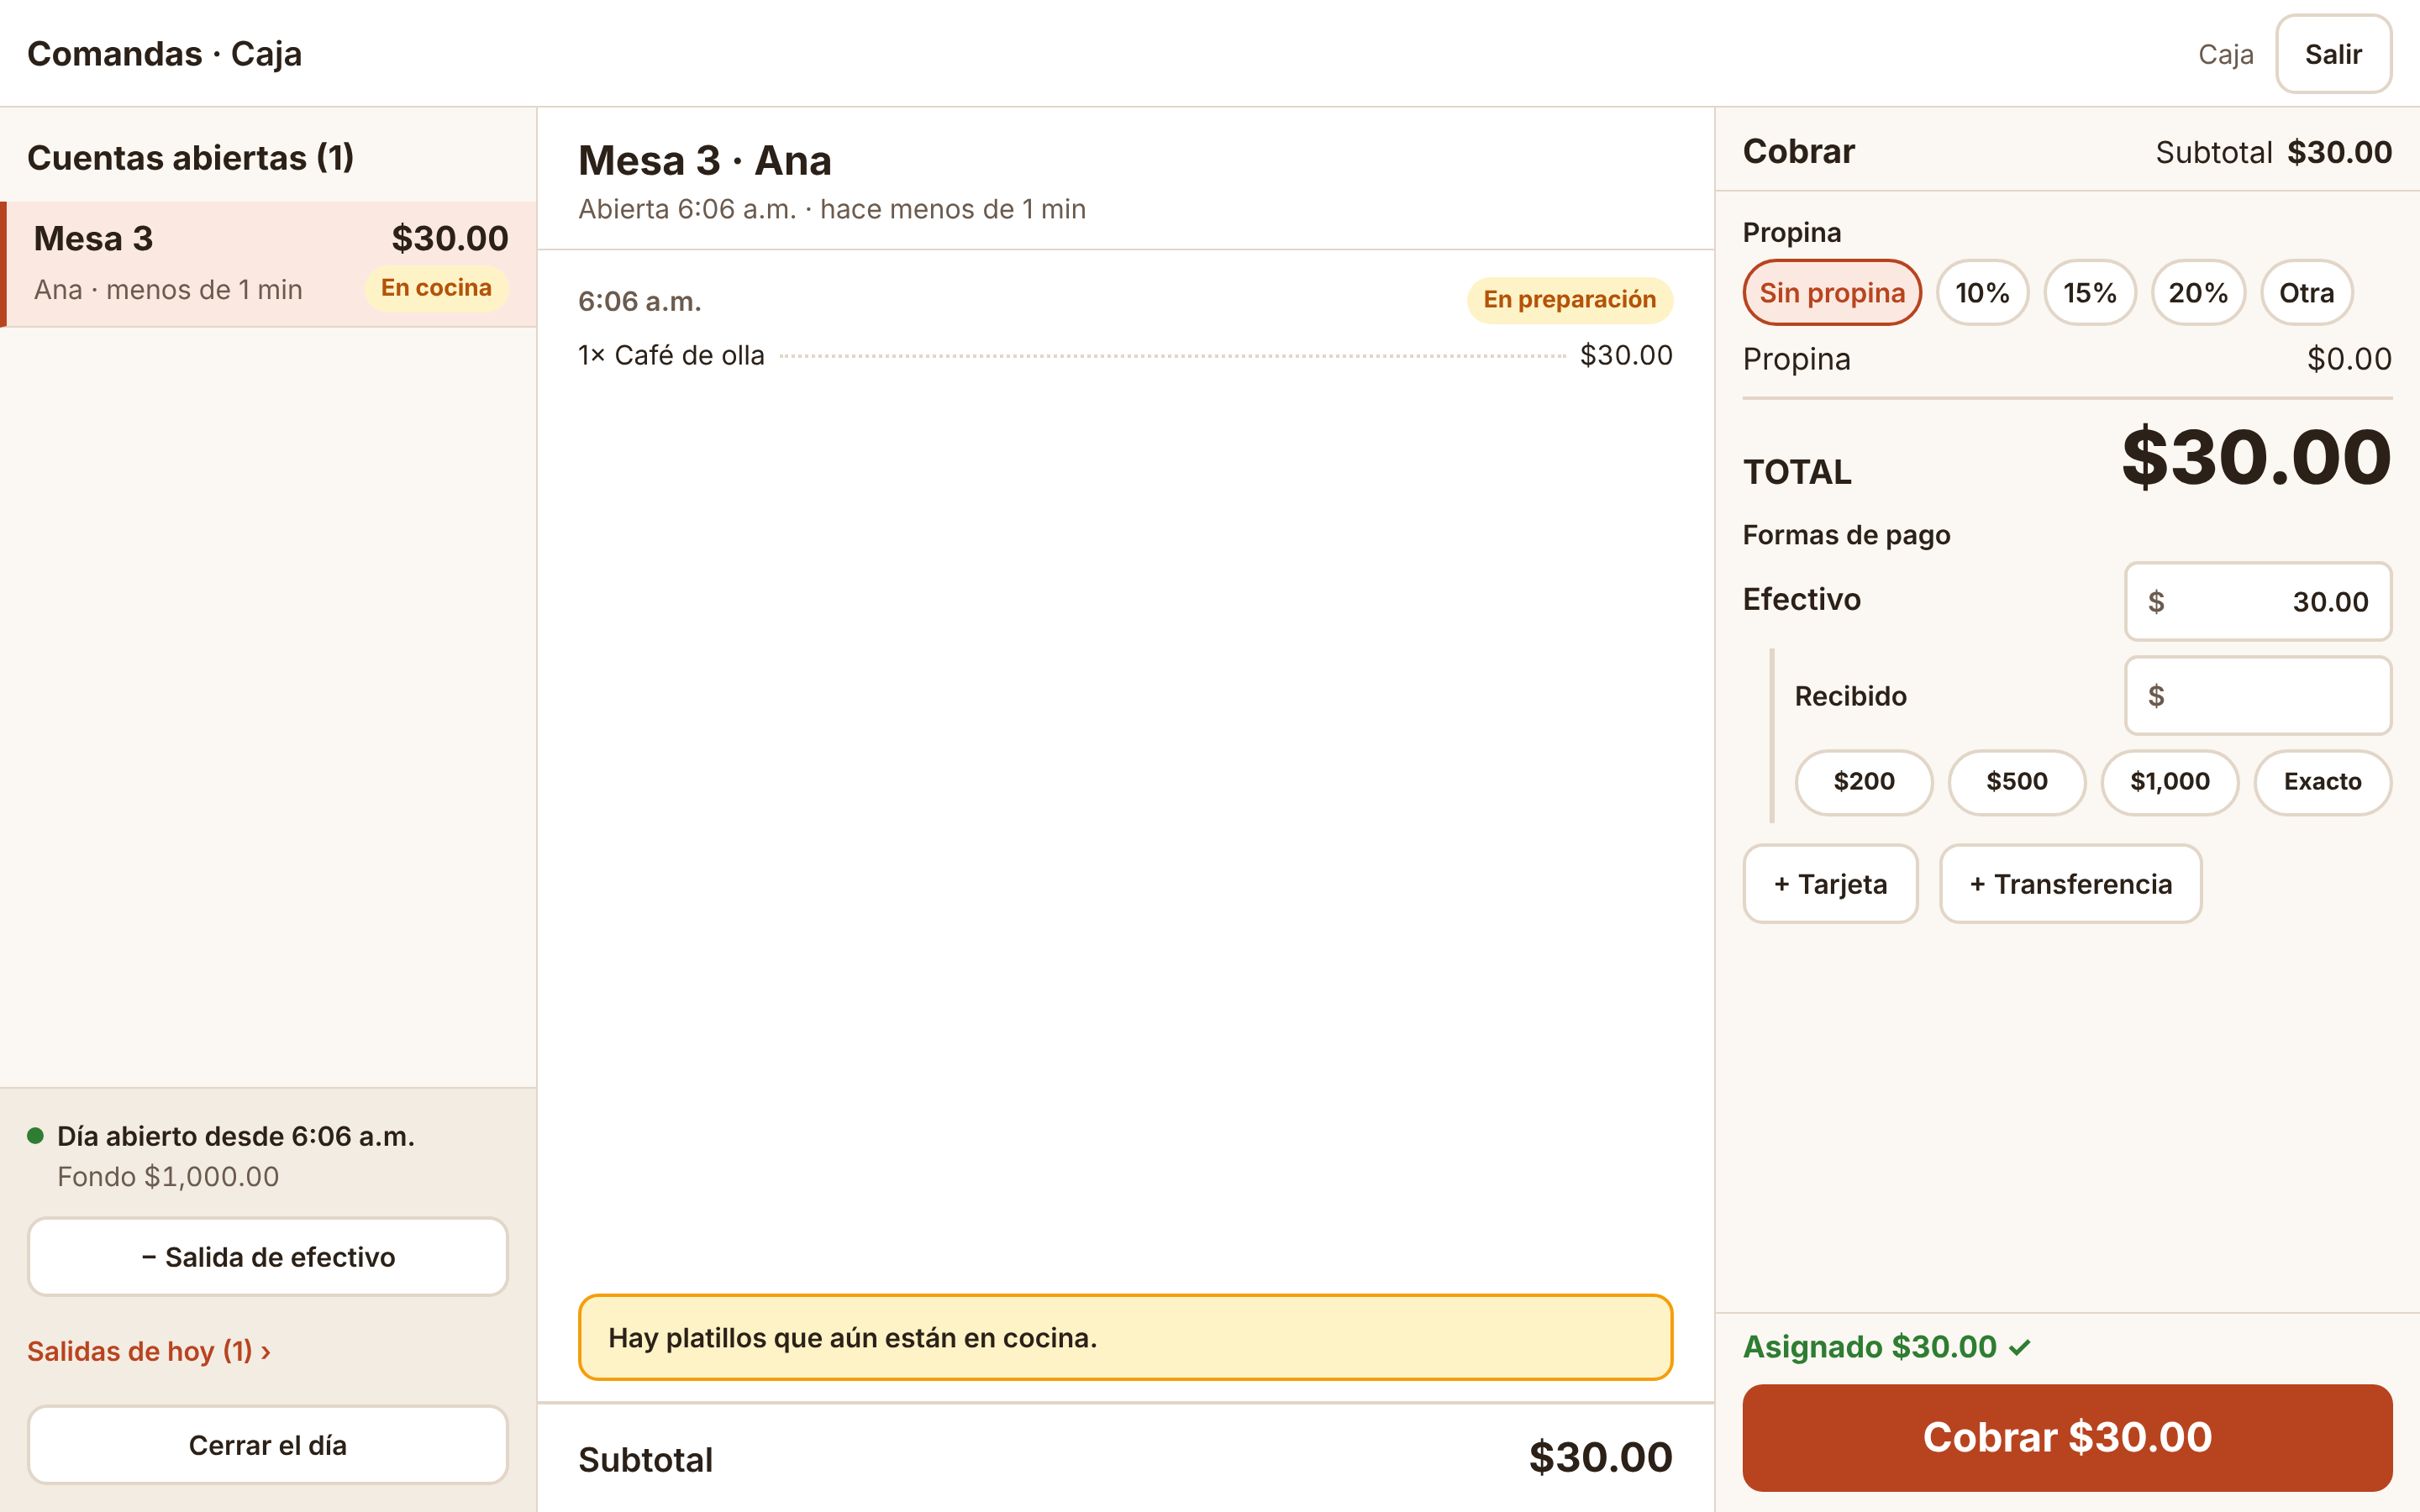 Comandas · Caja
Caja
Salir
Cuentas abiertas (1)
Mesa 3 $30.00
Ana · menos de 1 min En cocina
Día abierto desde 6:06 a.m.
Fondo $1,000.00
− Salida de efectivo
Salidas de hoy (1) ›
Cerrar el día
Mesa 3 · Ana
Abierta 6:06 a.m. · hace menos de 1 min
6:06 a.m. En preparación
1× Café de olla $30.00
Hay platillos que aún están en cocina.
Subtotal $30.00
Cobrar Subtotal $30.00
Propina
Sin propina 10% 15% 20% Otra
Propina $0.00
TOTAL $30.00
Formas de pago
Efectivo $ 30.00
Recibido $
$200 $500 $1,000 Exacto
+ Tarjeta + Transferencia
Asignado $30.00 ✓
Cobrar $30.00